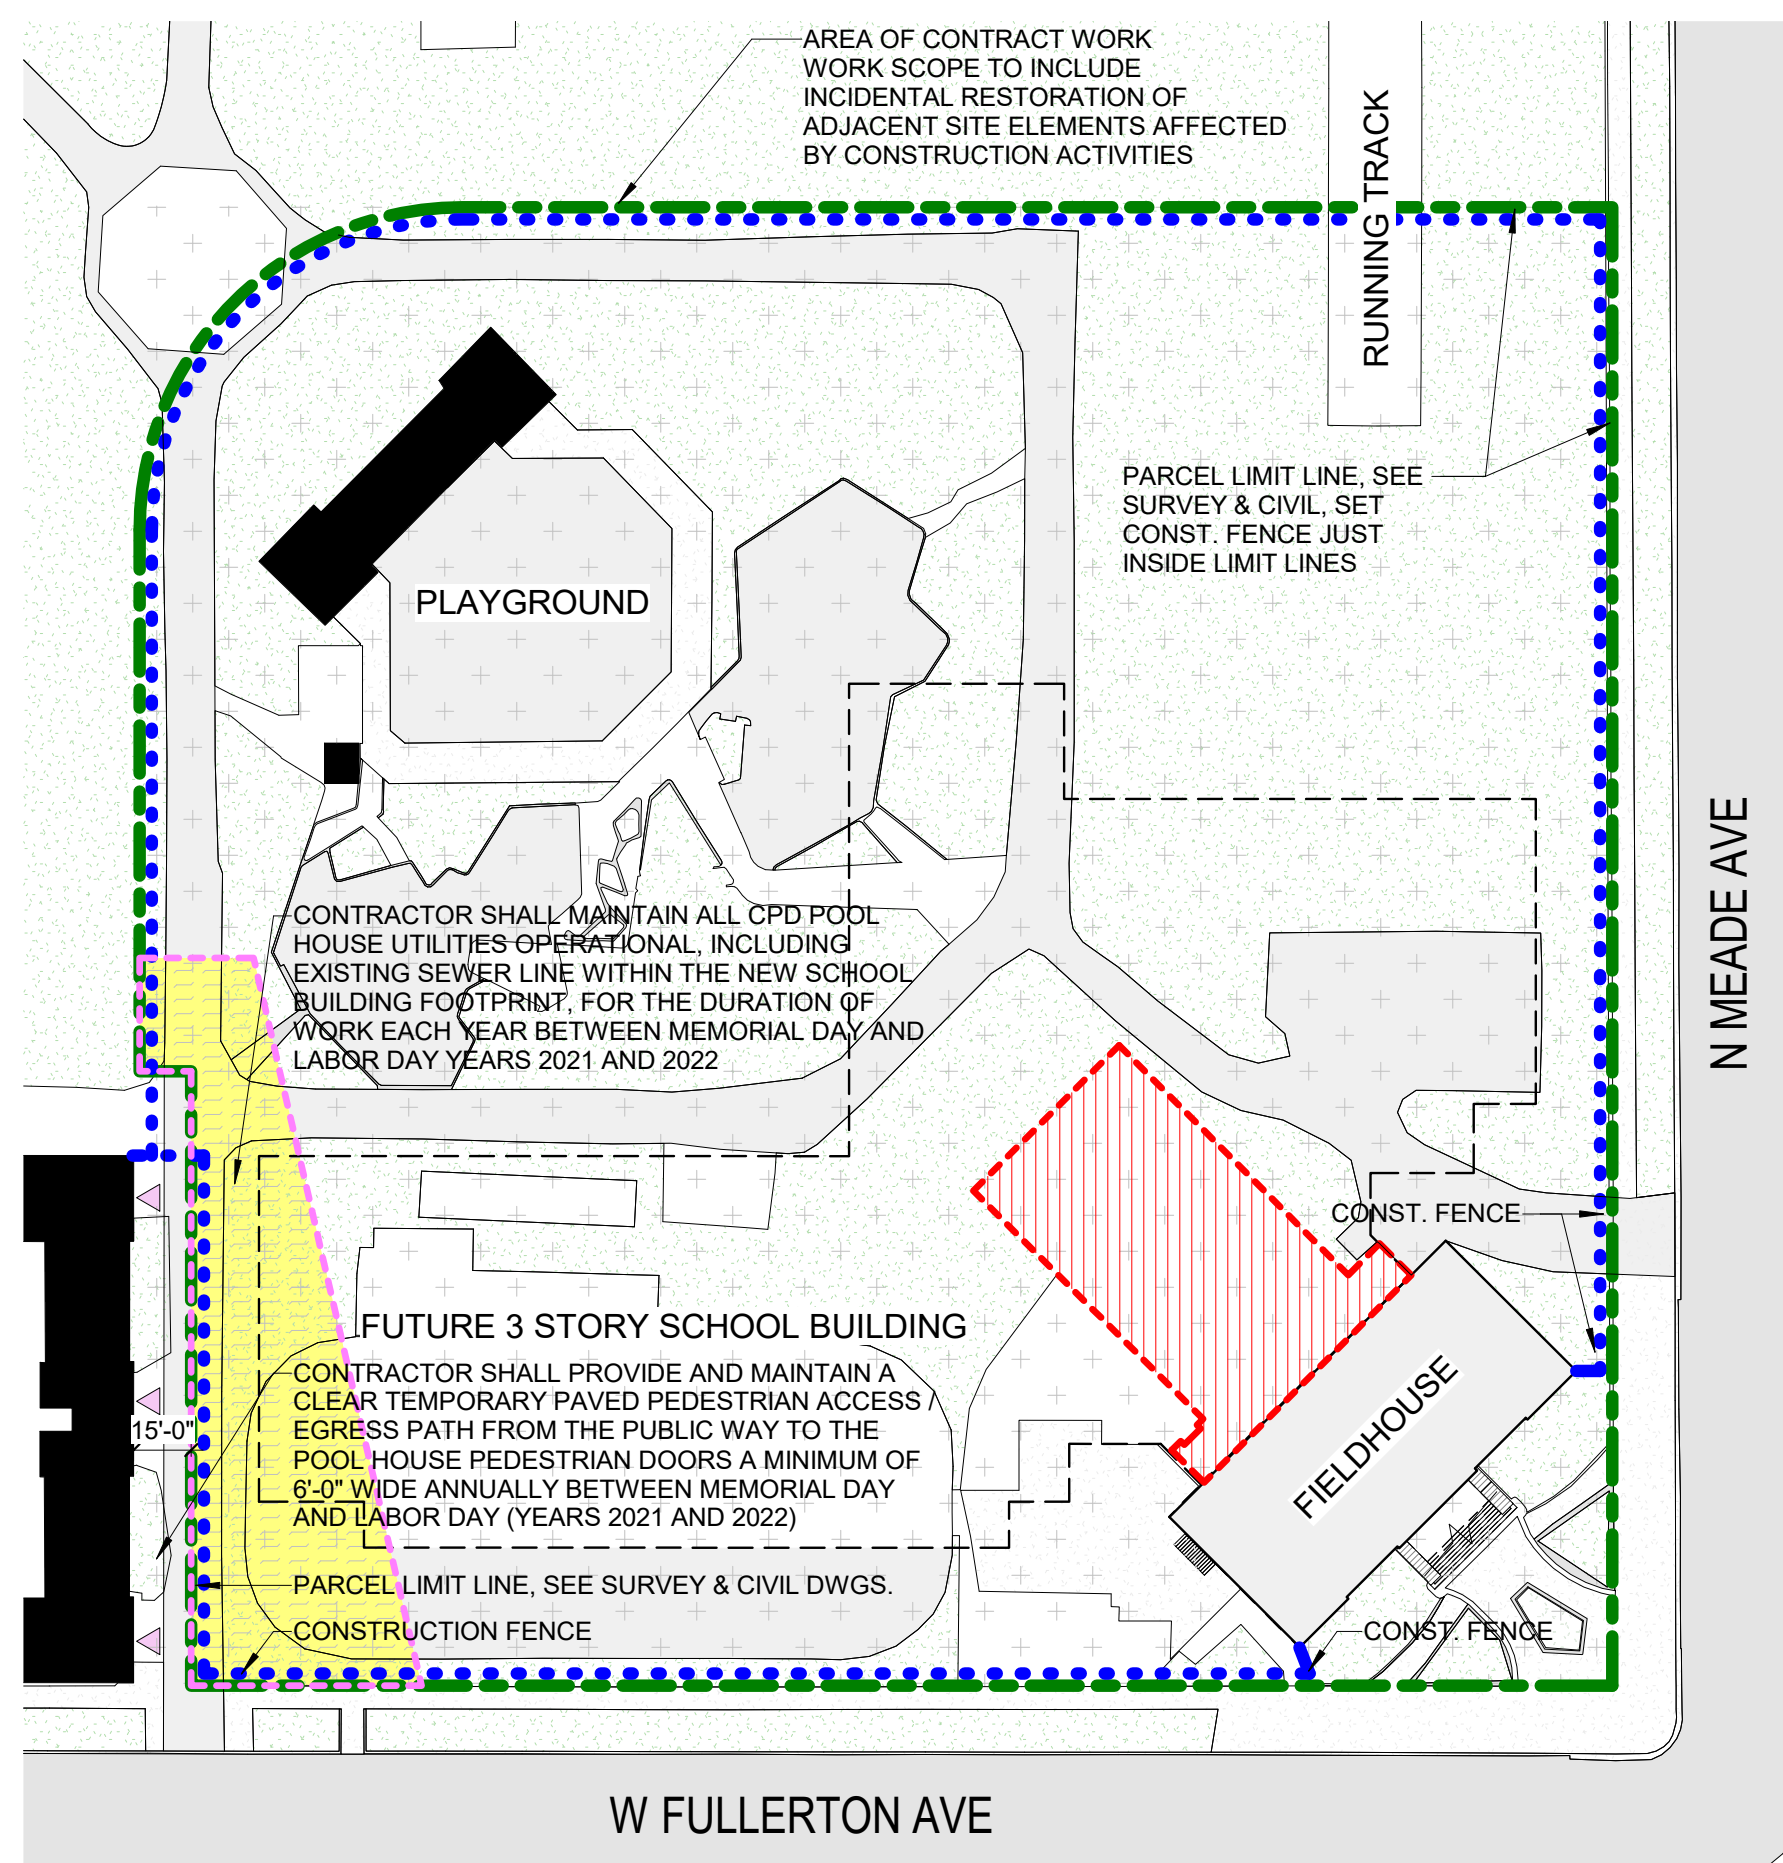 AREA OF CONTRACT WORK
WORK SCOPE TO INCLUDE
INCIDENTAL RESTORATION OF
ADJACENT SITE ELEMENTS AFFECTED
BY CONSTRUCTION ACTIVITIES
RUNNING TRACK
PARCEL LIMIT LINE, SEE
SURVEY & CIVIL, SET
CONST. FENCE JUST
INSIDE LIMIT LINES
PLAYGROUND
N MEADE AVE
CONTRACTOR SHALL MAINTAIN ALL CPD POOL
HOUSE UTILITIES OPERATIONAL, INCLUDING
EXISTING SEWER LINE WITHIN THE NEW SCHOOL
BUILDING FOOTPRINT, FOR THE DURATION OF
WORK EACH YEAR BETWEEN MEMORIAL DAY AND
LABOR DAY YEARS 2021 AND 2022
CONST. FENCE
FUTURE 3 STORY SCHOOL BUILDING
CONTRACTOR SHALL PROVIDE AND MAINTAIN A
CLEAR TEMPORARY PAVED PEDESTRIAN ACCESS /
EGRESS PATH FROM THE PUBLIC WAY TO THE
POOL HOUSE PEDESTRIAN DOORS A MINIMUM OF
6'-0" WIDE ANNUALLY BETWEEN MEMORIAL DAY
AND LABOR DAY (YEARS 2021 AND 2022)
15'-0"
FIELDHOUSE
PARCEL LIMIT LINE, SEE SURVEY & CIVIL DWGS.
CONSTRUCTION FENCE
CONST. FENCE
W FULLERTON AVE